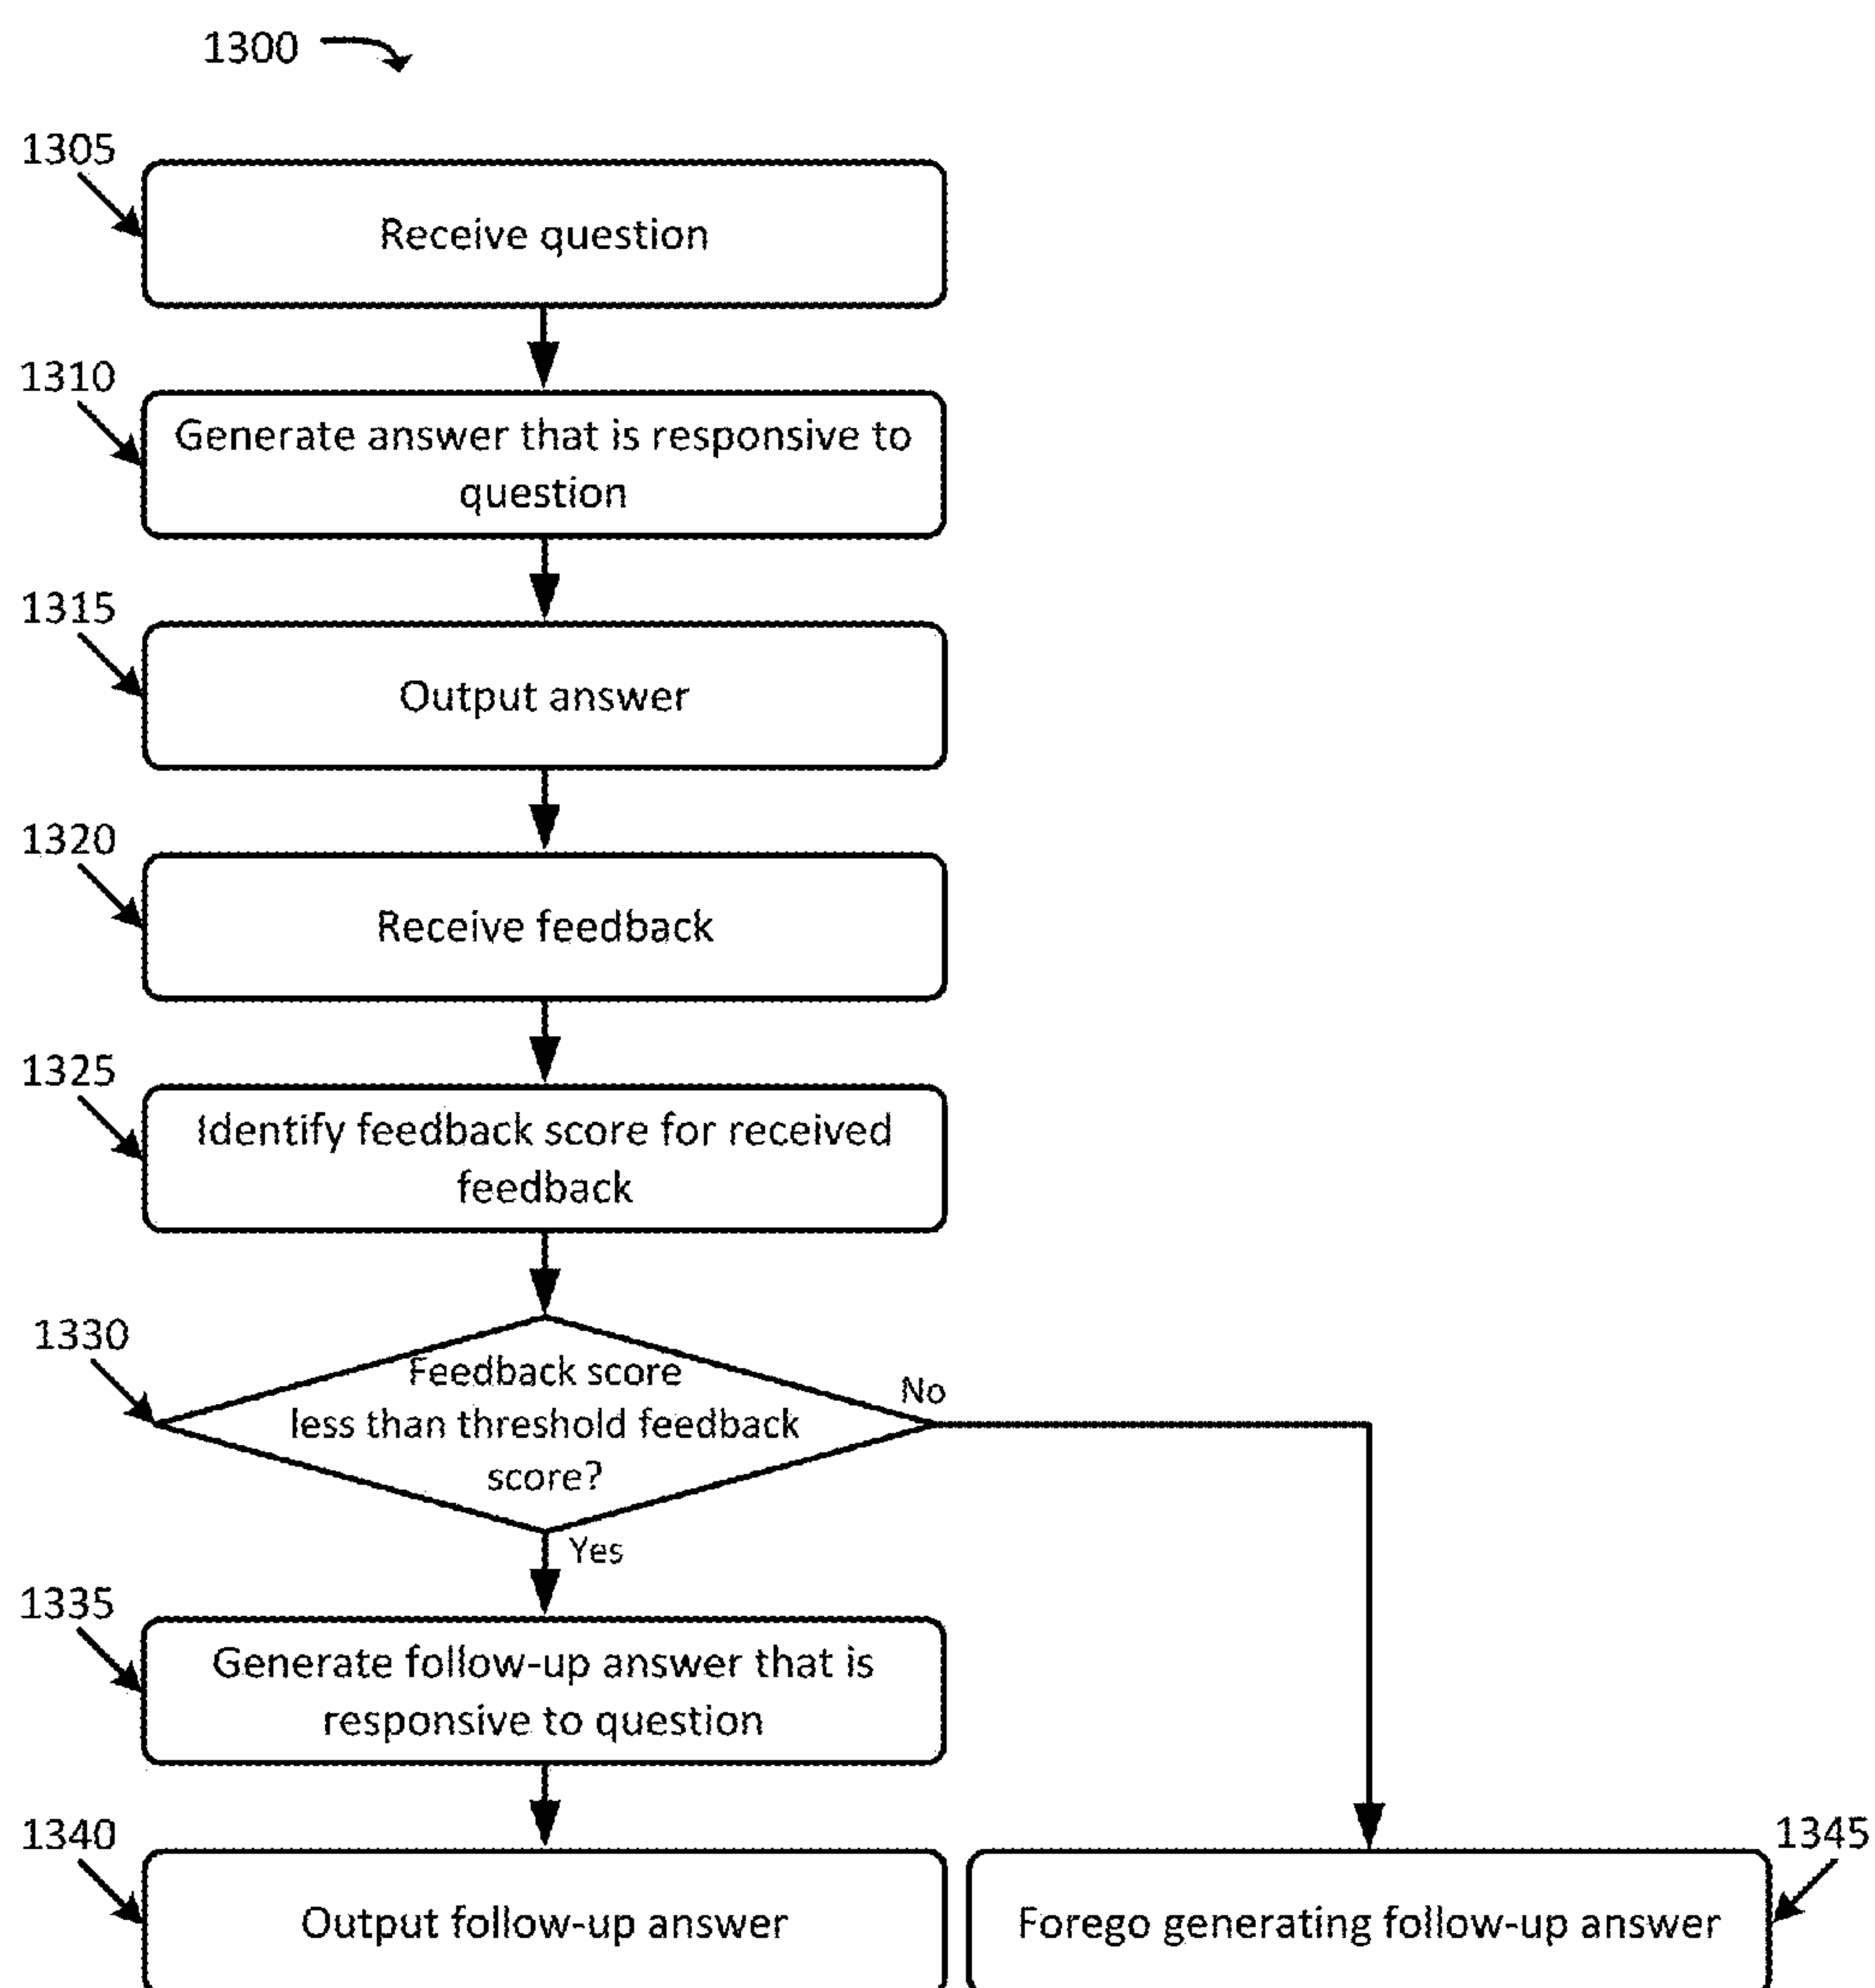 1300
1305
Receive question
1310
Generate answer that is responsive to
question
1315
Output answer
1320
Receive feedback
1325
Identify feedback score for received
feedback
1330
Feedback score
less than threshold feedback
score?
No
Yes
1335
Generate follow-up answer that is
responsive to question
1340
Output follow-up answer
1345
Forego generating follow-up answer